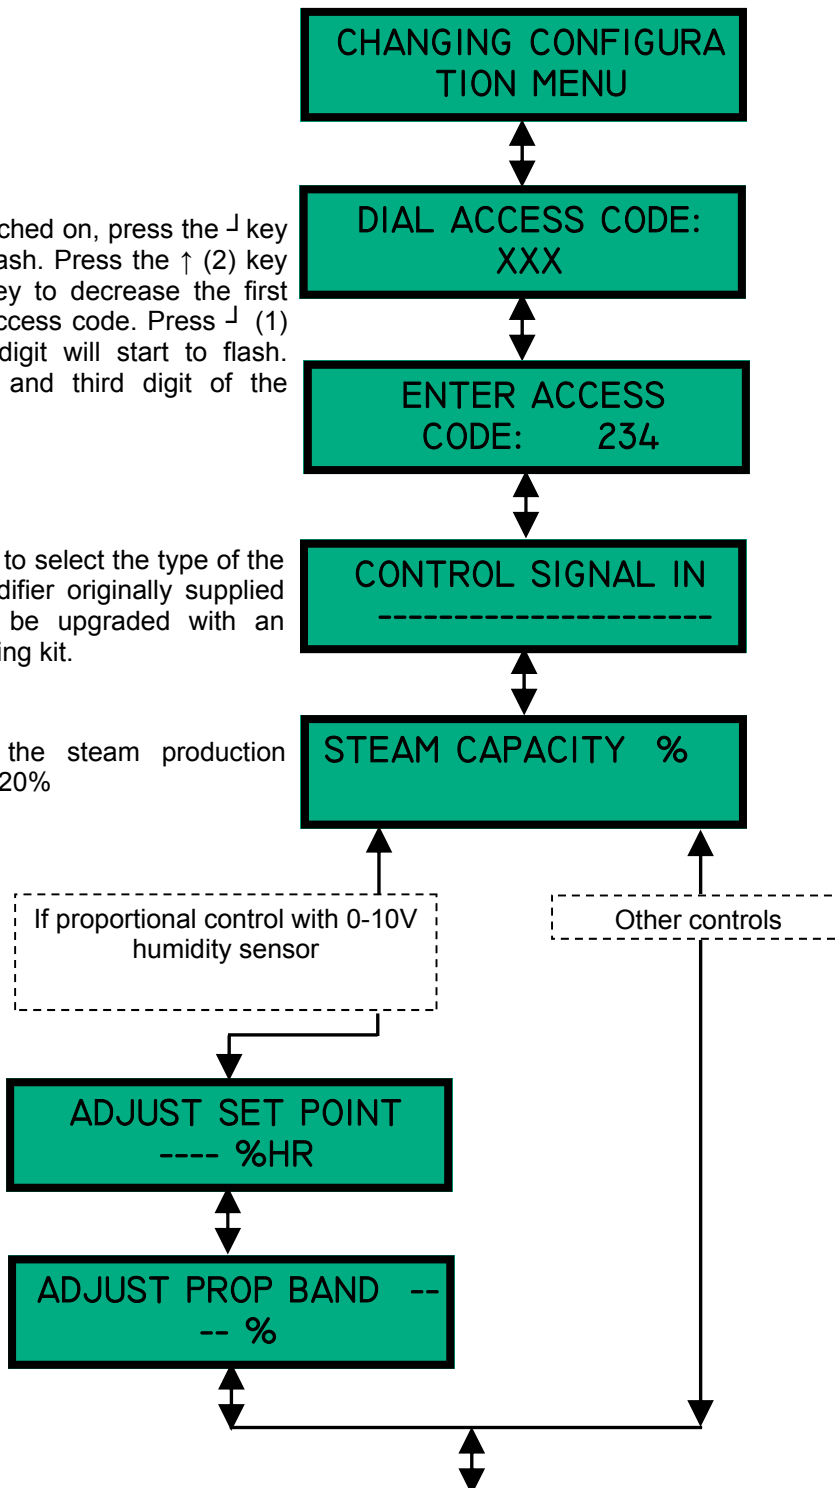 CHANGING CONFIGURA
TION MENU
DIAL ACCESS CODE:
XXX
ched on, press the ┘key
ash. Press the ↑ (2) key
ey to decrease the first
ccess code. Press ┘ (1)
digit will start to flash.
and third digit of the
ENTER ACCESS
CODE: 234
to select the type of the
difier originally supplied
be upgraded with an
ing kit.
CONTROL SIGNAL IN
----------------------
the steam production
20%
STEAM CAPACITY %
If proportional control with 0-10V
humidity sensor
Other controls
ADJUST SET POINT
---- %HR
ADJUST PROP BAND --
-- %